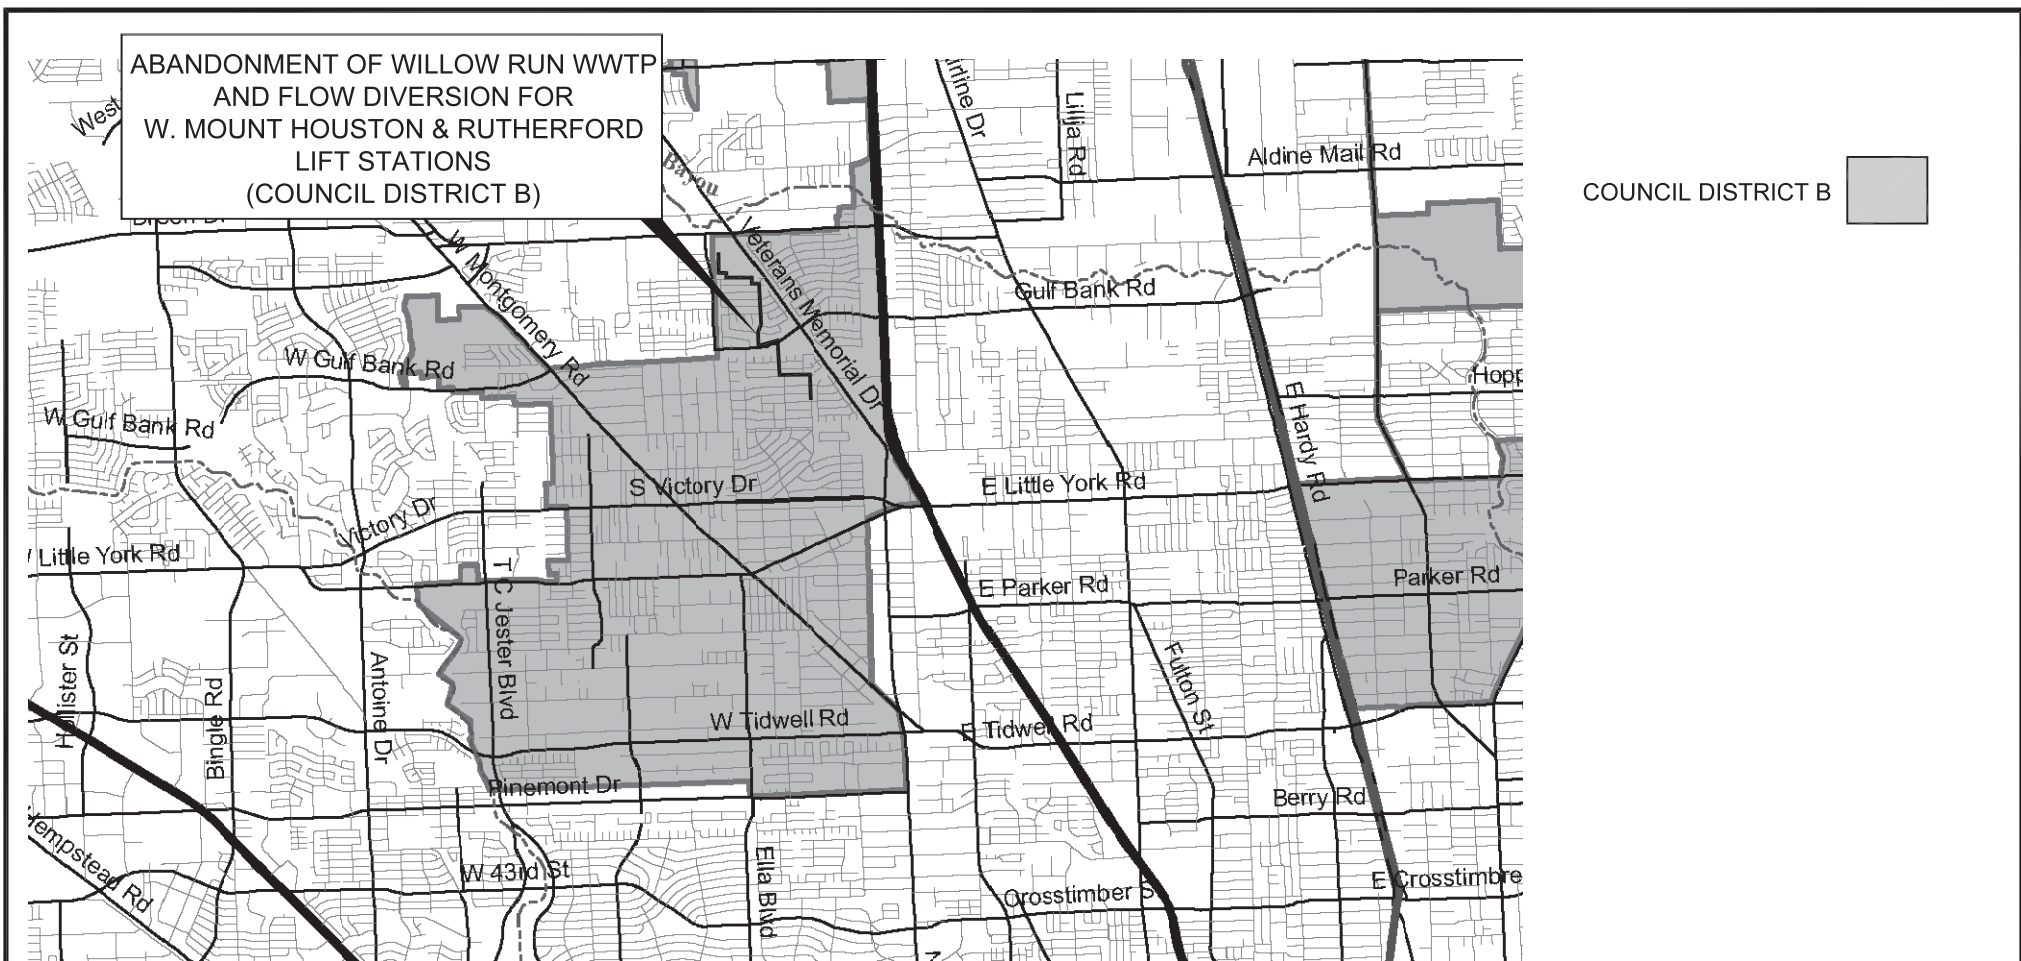 ABANDONMENT OF WILLOW RUN WWTP
AND FLOW DIVERSION FOR
W. MOUNT HOUSTON & RUTHERFORD
LIFT STATIONS
(COUNCIL DISTRICT B)
COUNCIL DISTRICT B
West
Bayou
Lillja Rd
Aldine Mail Rd
W Montgomery Rd
Veterans Memorial Dr
Gulf Bank Rd
W Gulf Bank Rd
W Gulf Bank Rd
Hopp
E Hardy Rd
S Victory Dr
E Little York Rd
Victory Dr
Little York Rd
T C Jester Blvd
E Parker Rd
Parker Rd
Hollister St
Bingle Rd
Antoine Dr
Fulton St
W Tidwell Rd
E Tidwell Rd
Pinemont Dr
Berry Rd
Hempstead Rd
W 43rd St
Ella Blvd
Crosstimber S
E Crosstimbre